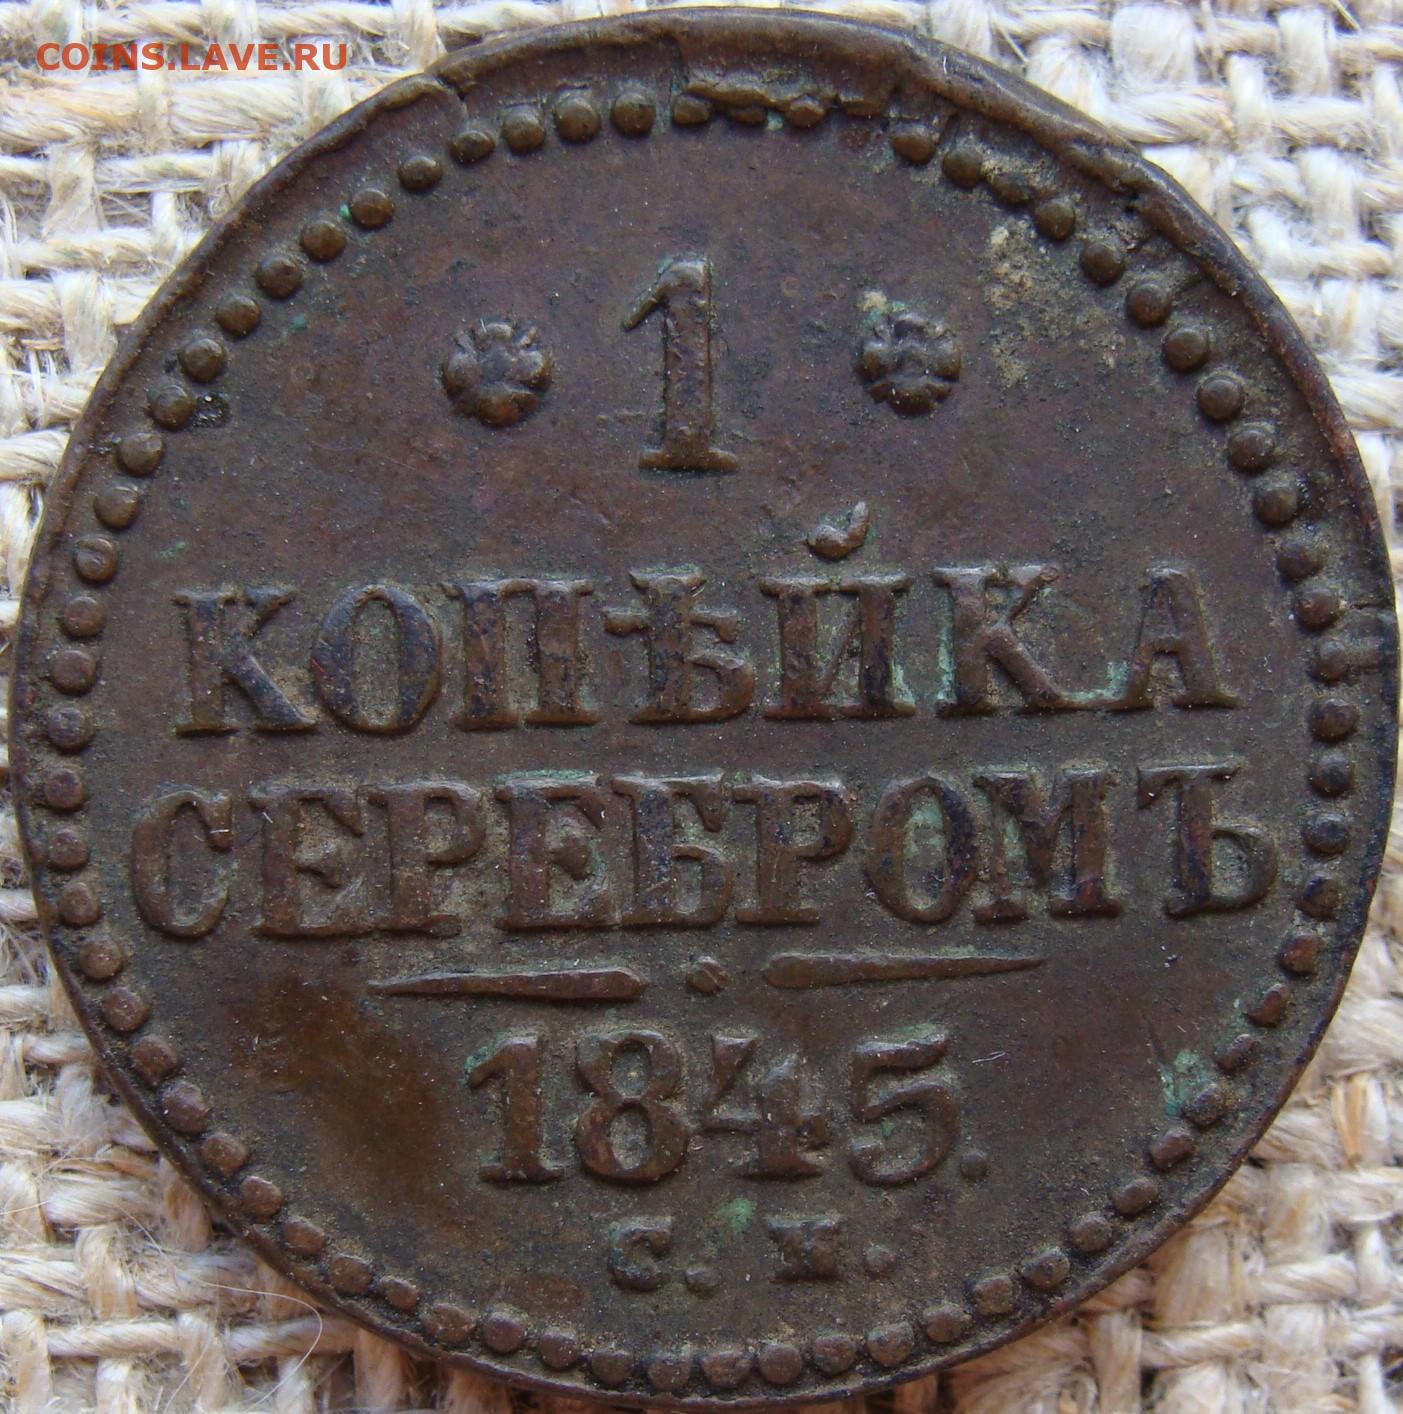 COINS.LAVE.RU
1
КОПѢЙКА
СЕРЕБРОМЪ
1845.
С. М.